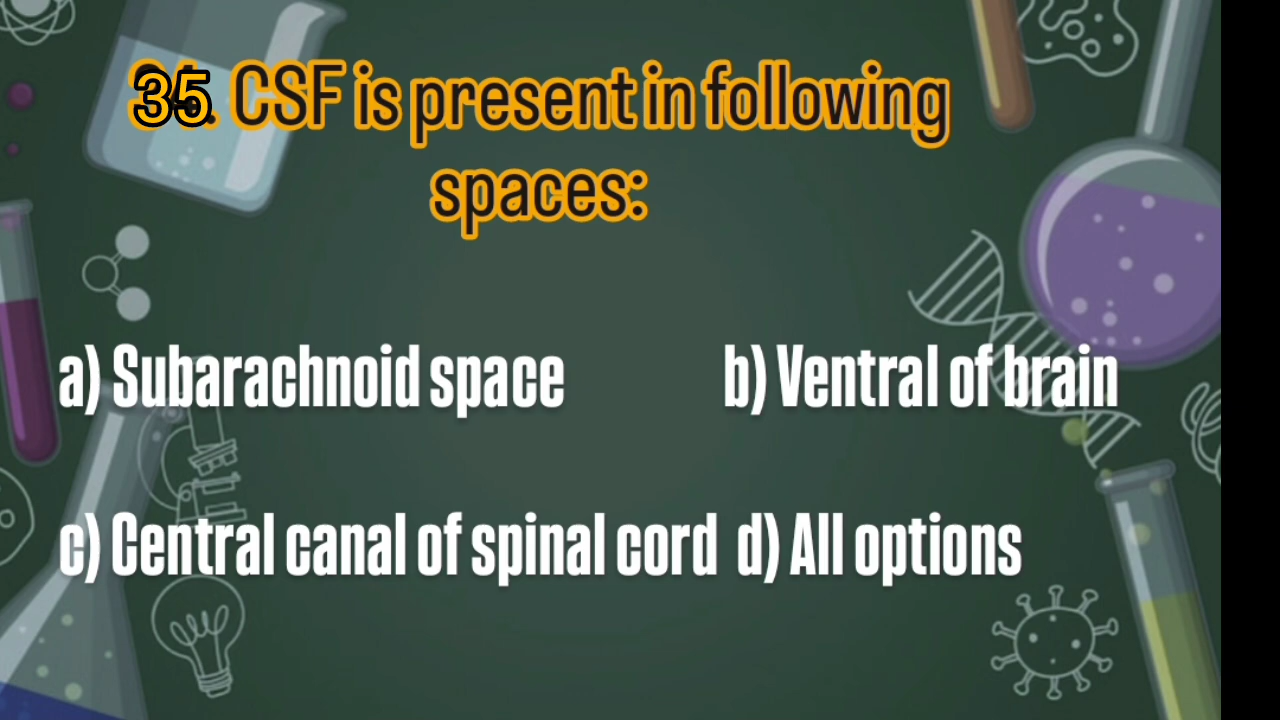 35. CSF is present in following
spaces:
a) Subarachnoid space b) Ventral of brain
c) Central canal of spinal cord d) All options